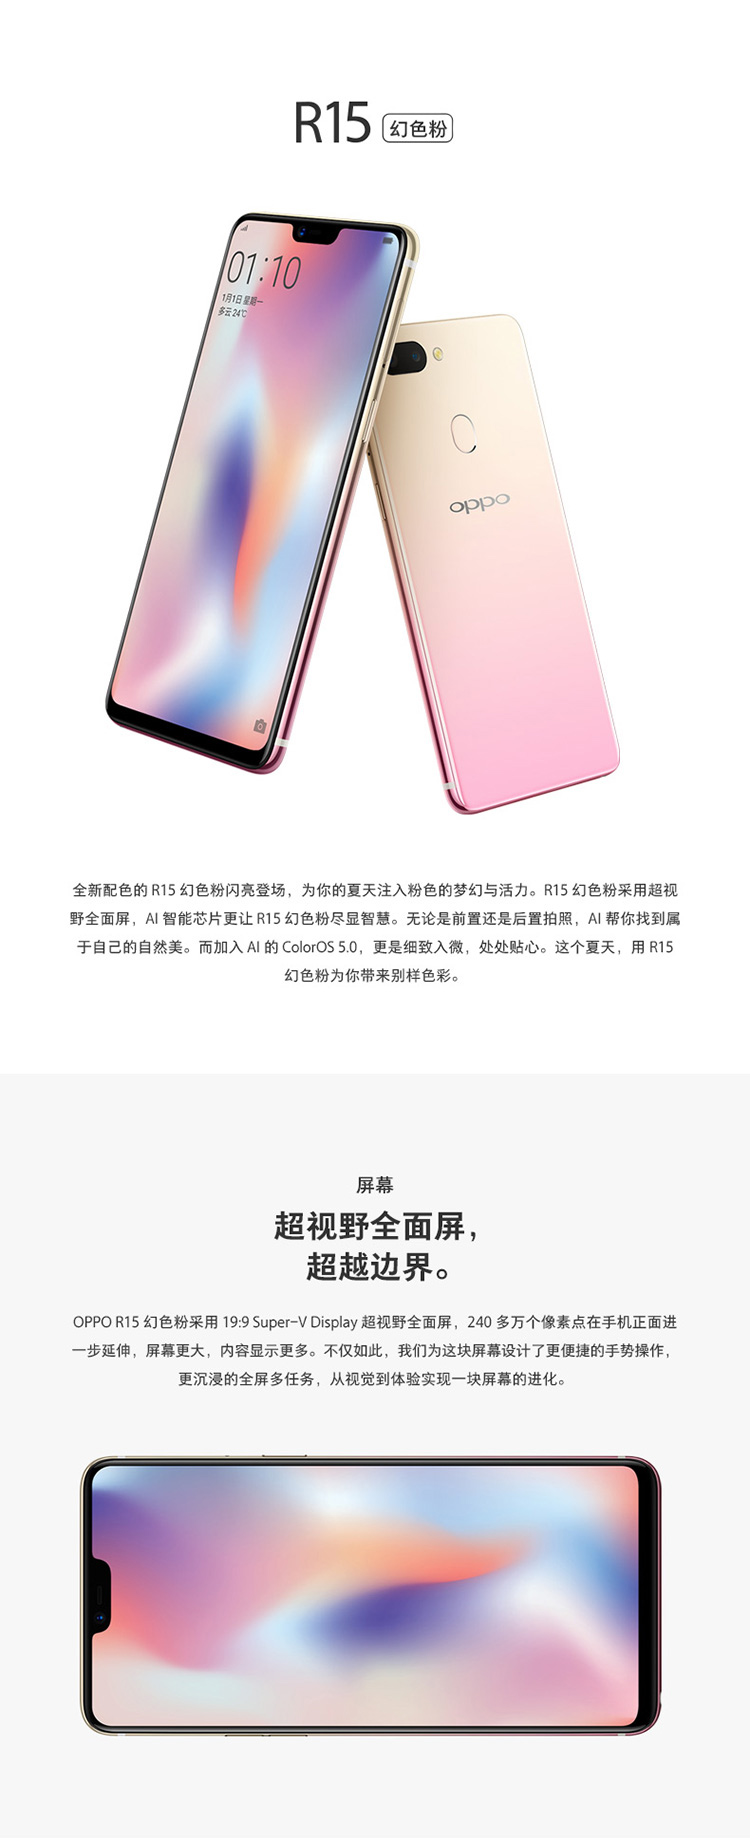 R15 幻色粉
01:10
1月1日 星期一
多云 24℃
oppo
全新配色的 R15 幻色粉闪亮登场，为你的夏天注入粉色的梦幻与活力。R15 幻色粉采用超视
野全面屏，AI 智能芯片更让 R15 幻色粉尽显智慧。无论是前置还是后置拍照，AI 帮你找到属
于自己的自然美。而加入 AI 的 ColorOS 5.0，更是细致入微，处处贴心。这个夏天，用 R15
幻色粉为你带来别样色彩。
屏幕
超视野全面屏，
超越边界。
OPPO R15 幻色粉采用 19:9 Super-V Display 超视野全面屏，240 多万个像素点在手机正面进
一步延伸，屏幕更大，内容显示更多。不仅如此，我们为这块屏幕设计了更便捷的手势操作，
更沉浸的全屏多任务，从视觉到体验实现一块屏幕的进化。